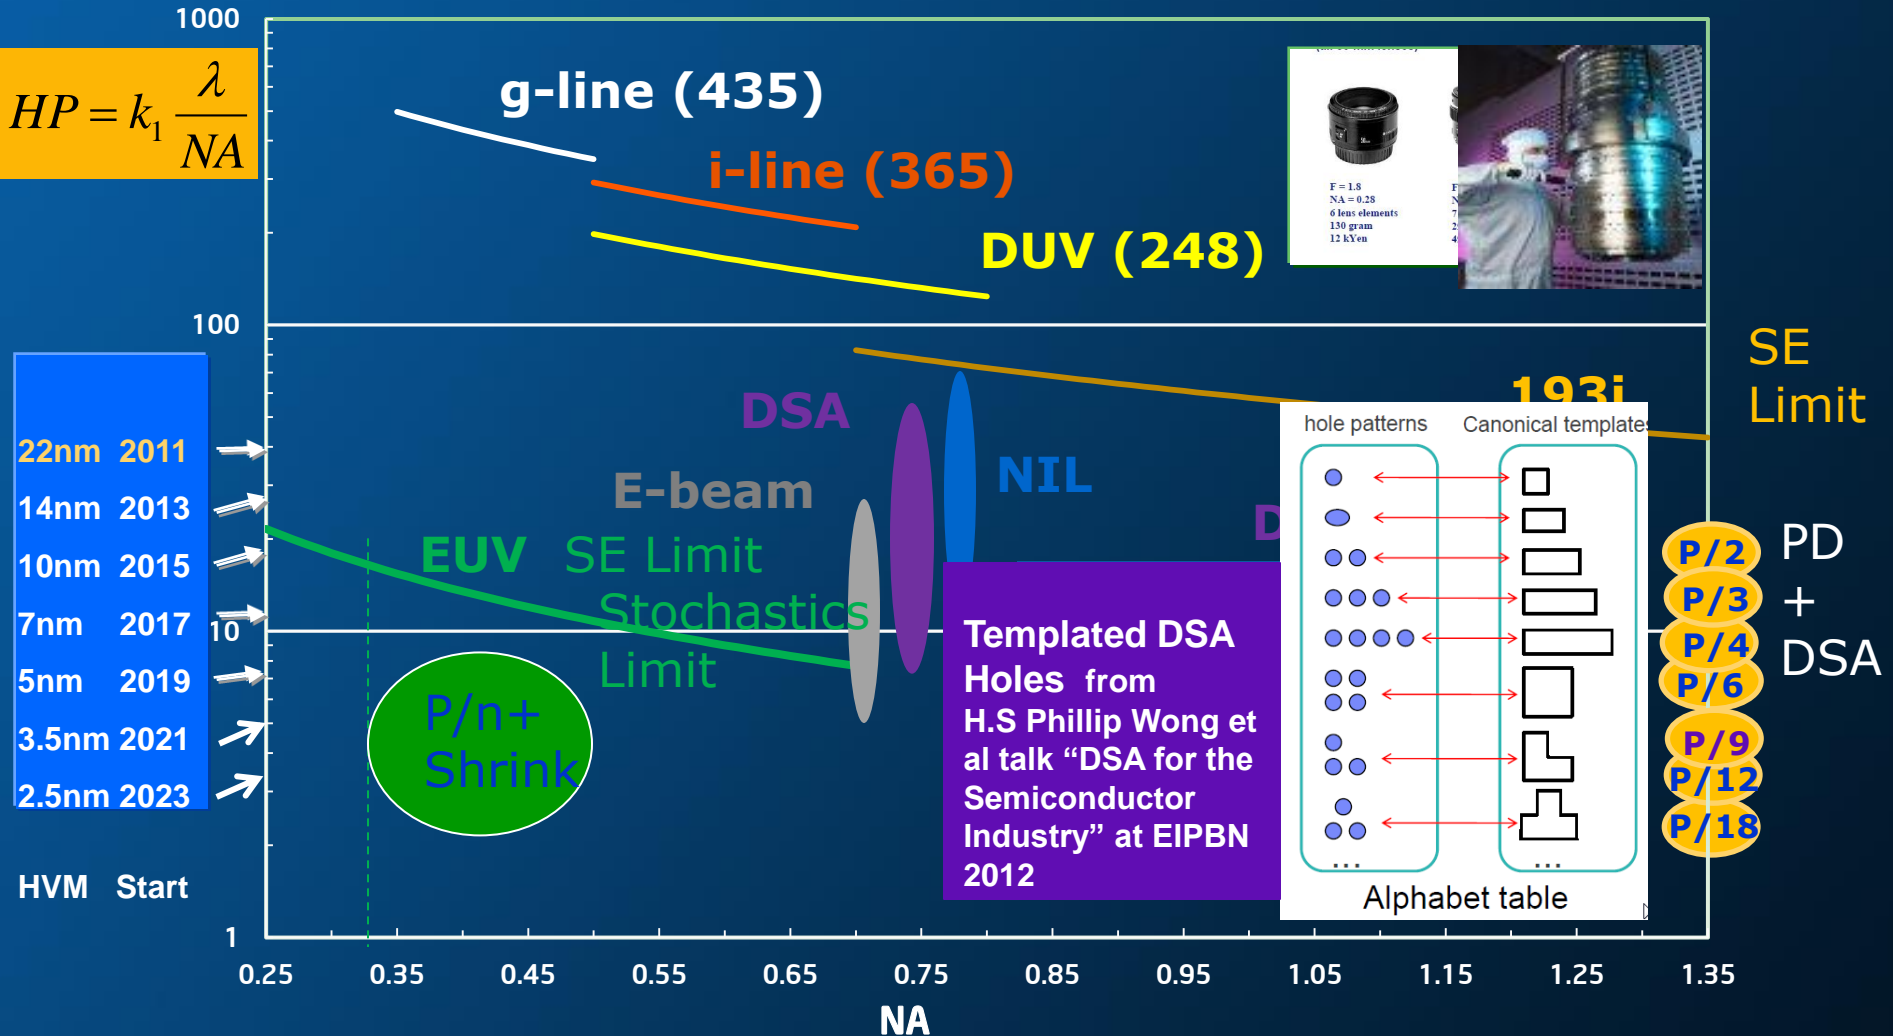 1000
HP = k₁ λ/NA
g-line (435)
i-line (365)
DUV (248)
F = 1.8
NA = 0.28
6 lens elements
130 gram
12 kYen
100
SE
Limit
193i
DSA
NIL
E-beam
EUV SE Limit
Stochastics
Limit
22nm 2011
14nm 2013
10nm 2015
7nm 2017
5nm 2019
3.5nm 2021
2.5nm 2023
HVM Start
10
P/n+
Shrink
D
Templated DSA
Holes from
H.S Phillip Wong et
al talk “DSA for the
Semiconductor
Industry” at EIPBN
2012
hole patterns Canonical templates
...
...
Alphabet table
P/2
P/3
P/4
P/6
P/9
P/12
P/18
PD
+
DSA
1
0.25 0.35 0.45 0.55 0.65 0.75 0.85 0.95 1.05 1.15 1.25 1.35
NA